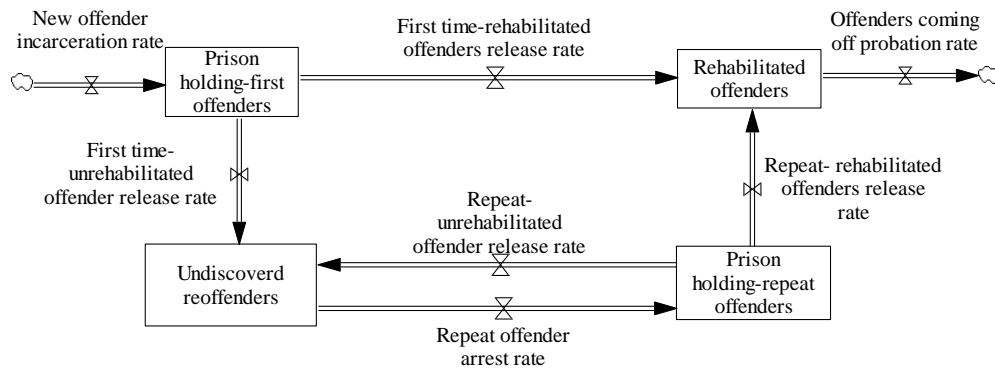 New offender
incarceration rate
Prison
holding-first
offenders
First time-rehabilitated
offenders release rate
Rehabilitated
offenders
Offenders coming
off probation rate
First time-
unrehabilitated
offender release rate
Repeat-
unrehabilitated
offender release rate
Repeat- rehabilitated
offenders release
rate
Undiscoverd
reoffenders
Prison
holding-repeat
offenders
Repeat offender
arrest rate